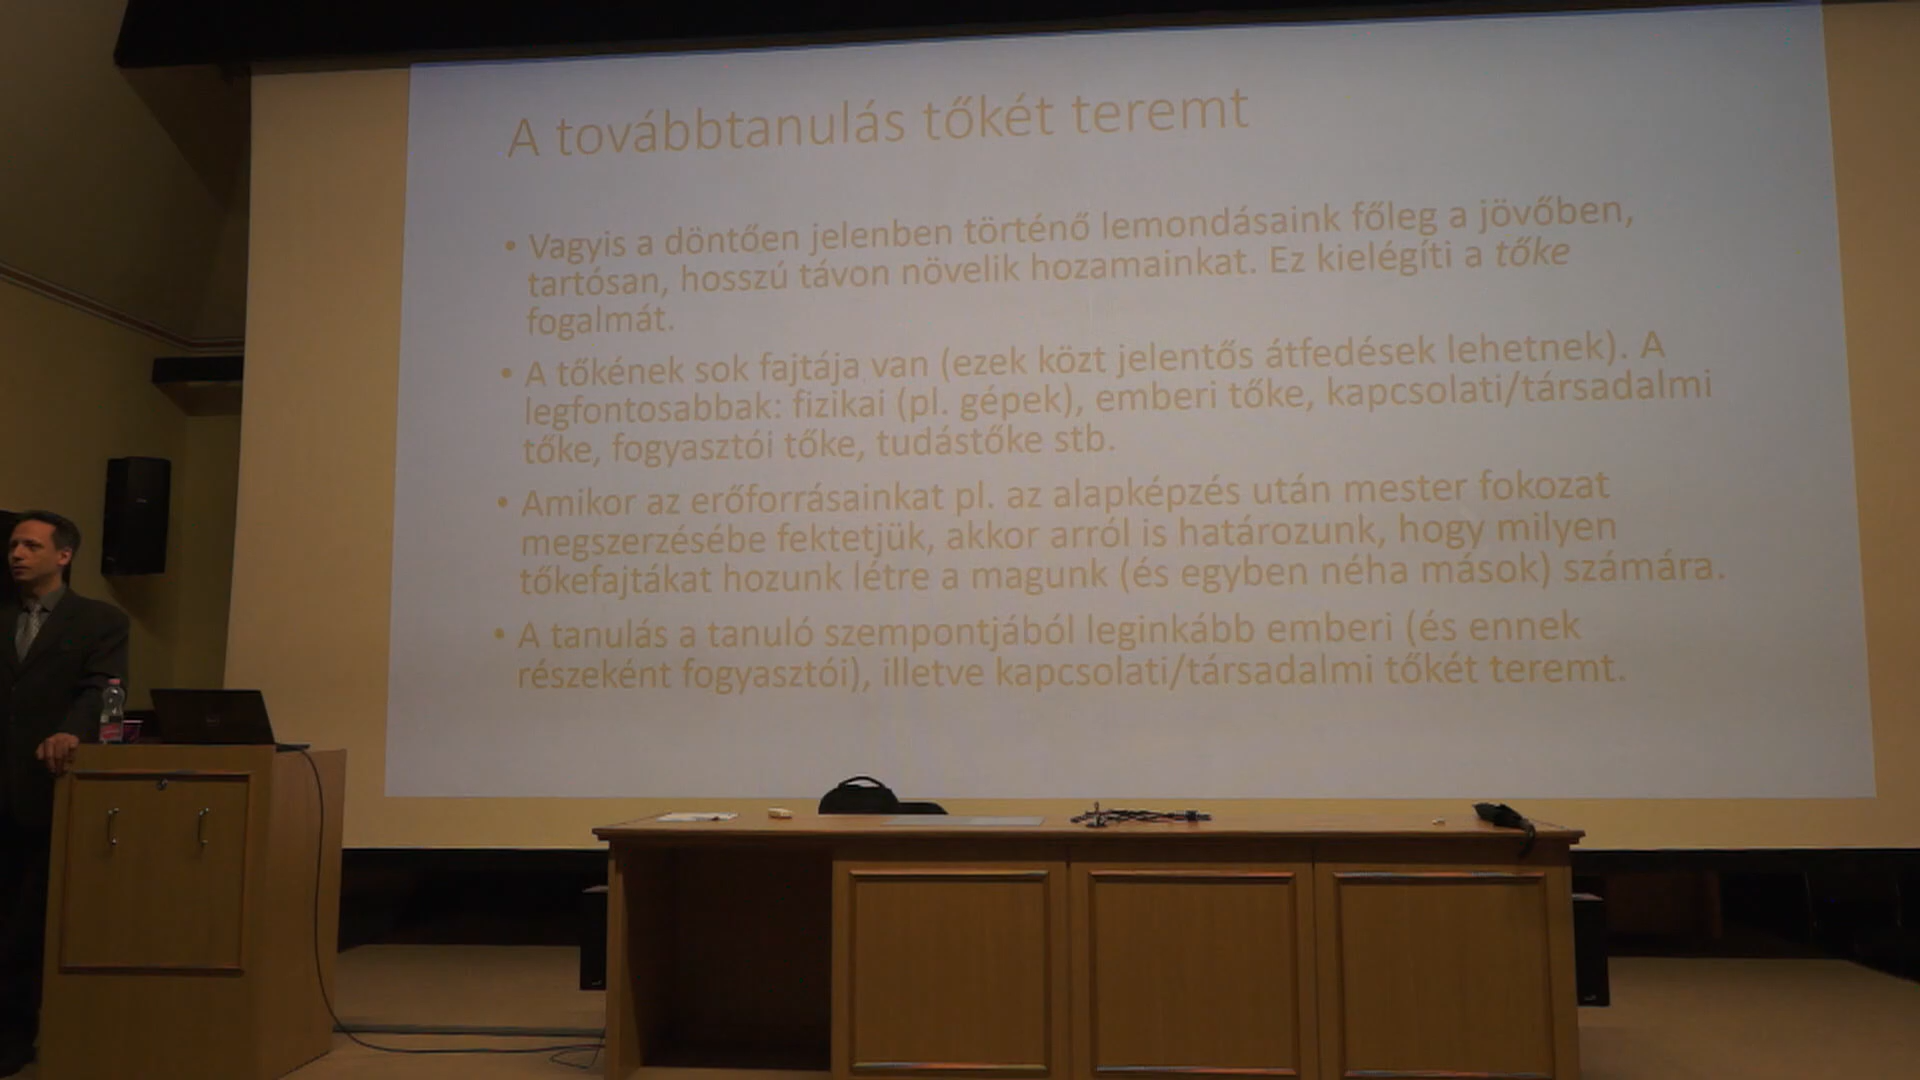 A továbbtanulás tőkét teremt
• Vagyis a döntően jelenben történő lemondásaink főleg a jövőben,
tartósan, hosszú távon növelik hozamainkat. Ez kielégíti a tőke
fogalmát.
• A tőkének sok fajtája van (ezek közt jelentős átfedések lehetnek). A
legfontosabbak: fizikai (pl. gépek), emberi tőke, kapcsolati/társadalmi
tőke, fogyasztói tőke, tudástőke stb.
• Amikor az erőforrásainkat pl. az alapképzés után mester fokozat
megszerzésébe fektetjük, akkor arról is határozunk, hogy milyen
tőkefajtákat hozunk létre a magunk (és egyben néha mások) számára.
• A tanulás a tanuló szempontjából leginkább emberi (és ennek
részeként fogyasztói), illetve kapcsolati/társadalmi tőkét teremt.